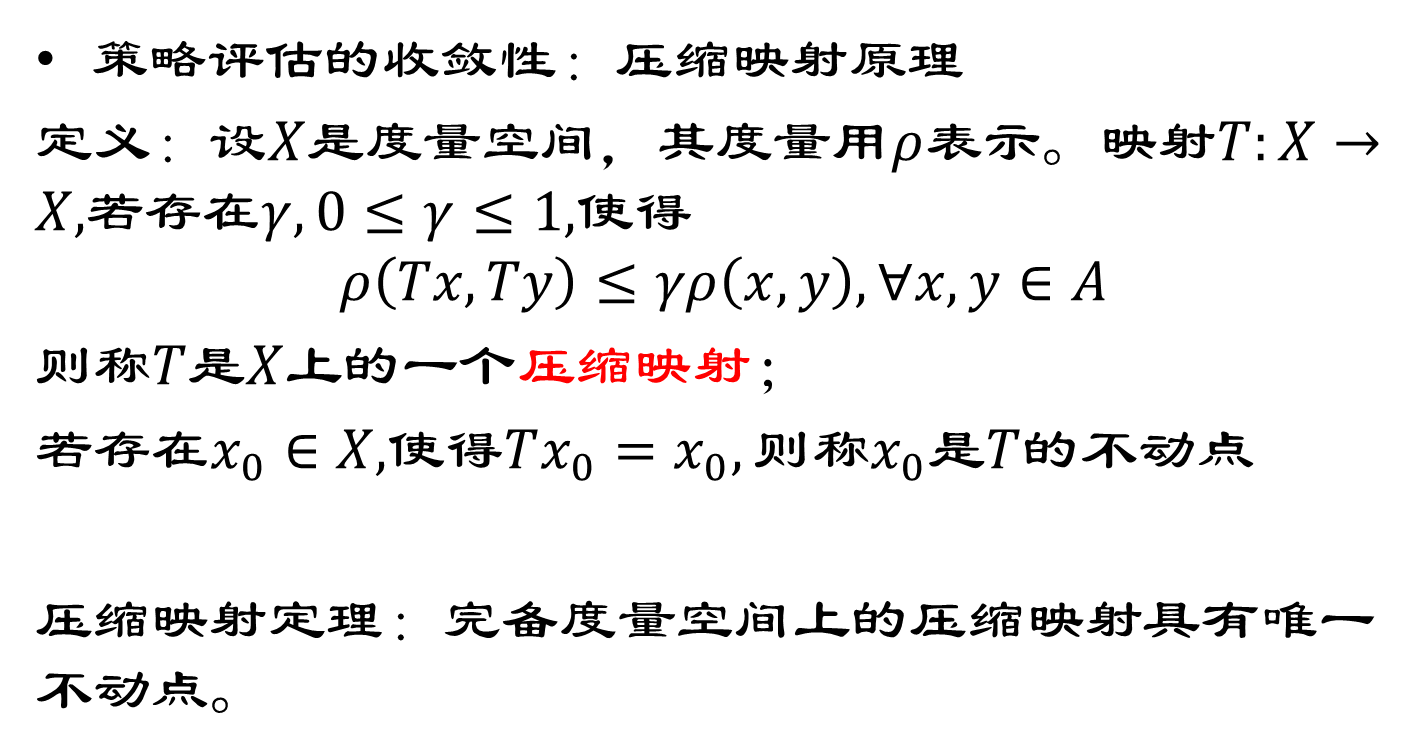 • 策略评估的收敛性：压缩映射原理
定义：设X是度量空间，其度量用ρ表示。映射T: X →
X,若存在γ, 0 ≤ γ ≤ 1,使得
ρ(Tx, Ty) ≤ γρ(x, y), ∀x, y ∈ A
则称T是X上的一个压缩映射；
若存在x₀ ∈ X,使得Tx₀ = x₀, 则称x₀是T的不动点
压缩映射定理：完备度量空间上的压缩映射具有唯一
不动点。